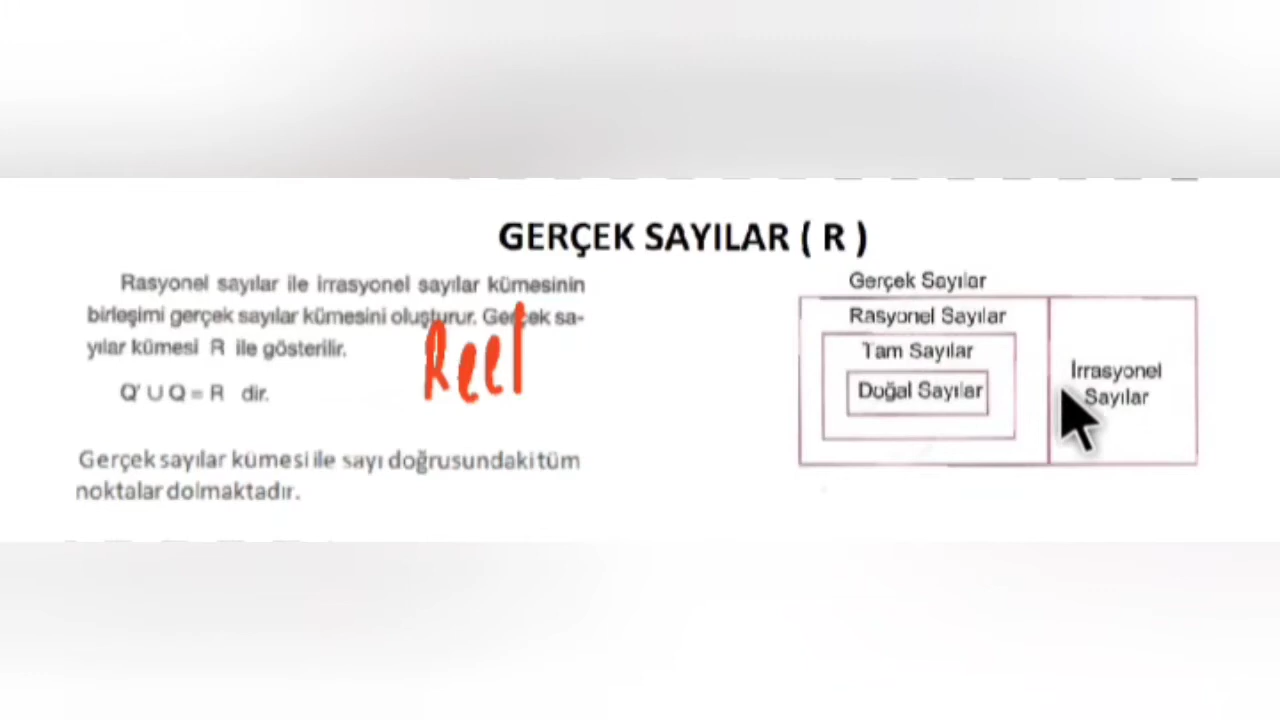 GERÇEK SAYILAR ( R )
Rasyonel sayılar ile irrasyonel sayılar kümesinin
birleşimi gerçek sayılar kümesini oluşturur. Gerçek sa-
yılar kümesi R ile gösterilir.
Reel
Q' ∪ Q = R dir.
Gerçek sayılar kümesi ile sayı doğrusundaki tüm
noktalar dolmaktadır.
Gerçek Sayılar
Rasyonel Sayılar
Tam Sayılar
Doğal Sayılar
İrrasyonel
Sayılar